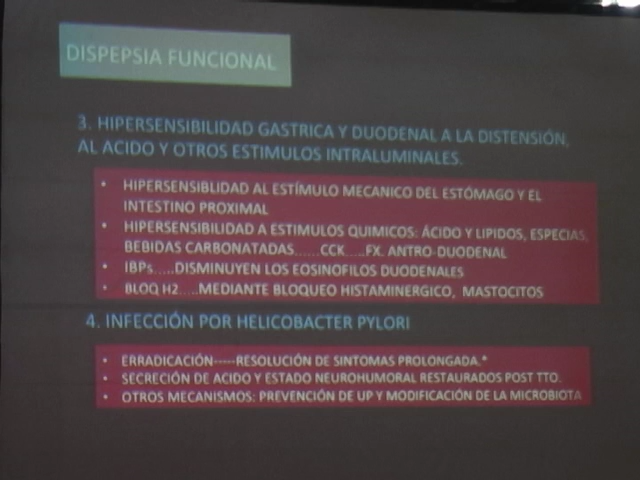 DISPEPSIA FUNCIONAL
3. HIPERSENSIBILIDAD GASTRICA Y DUODENAL A LA DISTENSIÓN,
AL ACIDO Y OTROS ESTIMULOS INTRALUMINALES.
• HIPERSENSIBLIDAD AL ESTÍMULO MECANICO DEL ESTÓMAGO Y EL
INTESTINO PROXIMAL
• HIPERSENSIBILIDAD A ESTIMULOS QUIMICOS: ÁCIDO Y LIPIDOS, ESPECIAS,
BEBIDAS CARBONATADAS......CCK.....FX. ANTRO-DUODENAL
• IBPs.....DISMINUYEN LOS EOSINOFILOS DUODENALES
• BLOQ H2.....MEDIANTE BLOQUEO HISTAMINERGICO, MASTOCITOS
4. INFECCIÓN POR HELICOBACTER PYLORI
• ERRADICACIÓN-----RESOLUCIÓN DE SINTOMAS PROLONGADA.*
• SECRECIÓN DE ACIDO Y ESTADO NEUROHUMORAL RESTAURADOS POST TTO.
• OTROS MECANISMOS: PREVENCIÓN DE UP Y MODIFICACIÓN DE LA MICROBIOTA